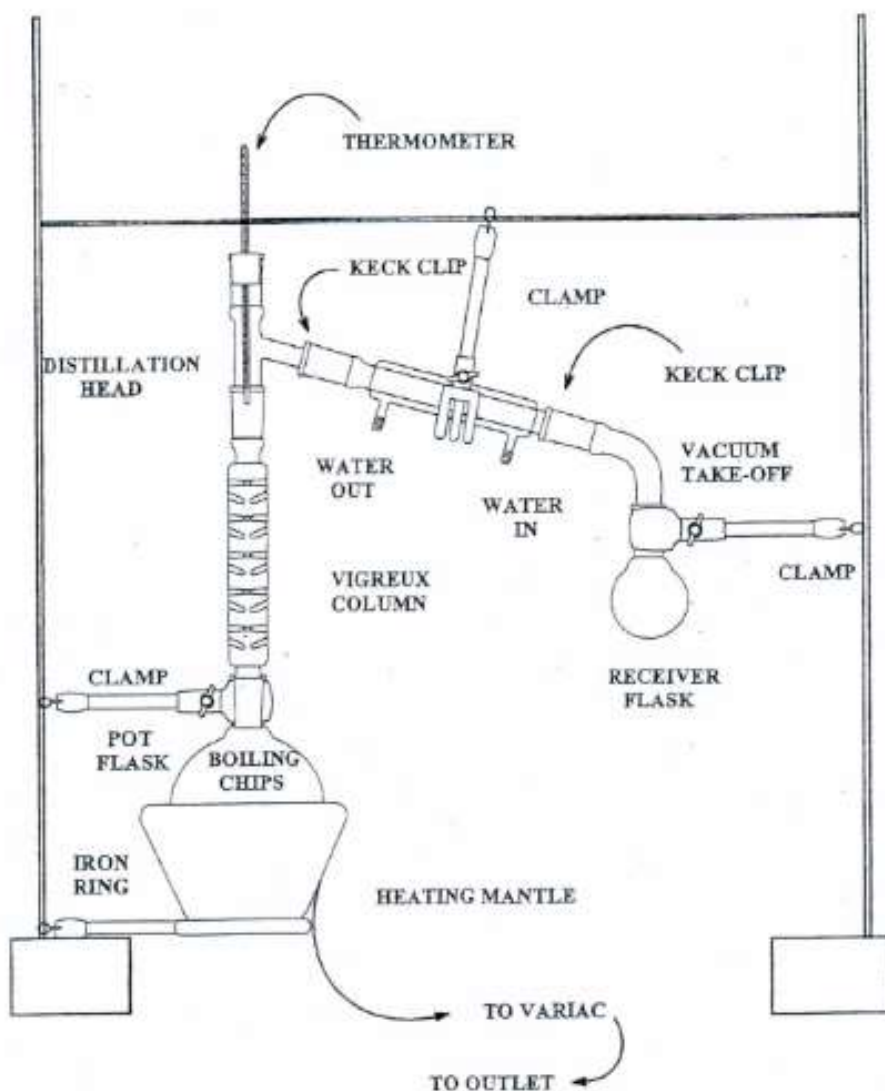 THERMOMETER
KECK CLIP
CLAMP
DISTILLATION
HEAD
KECK CLIP
WATER
OUT
VACUUM
TAKE-OFF
WATER
IN
CLAMP
VIGREUX
COLUMN
CLAMP
RECEIVER
FLASK
POT
FLASK
BOILING
CHIPS
IRON
RING
HEATING MANTLE
TO VARIAC
TO OUTLET